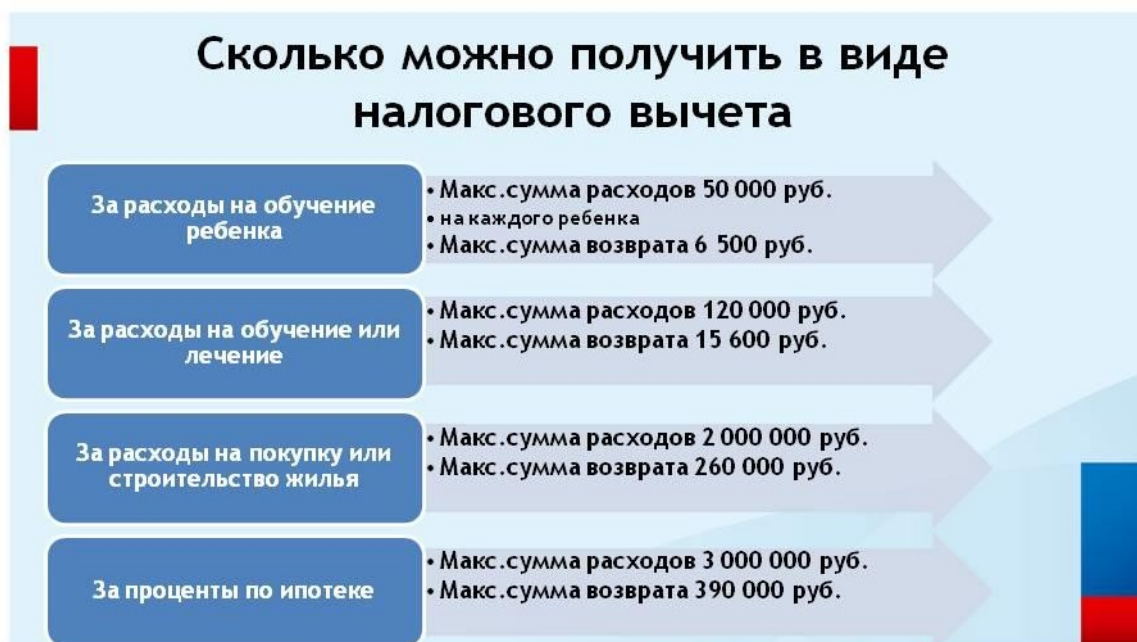 Сколько можно получить в виде
налогового вычета
За расходы на обучение
ребенка
• Макс.сумма расходов 50 000 руб.
• на каждого ребенка
• Макс.сумма возврата 6 500 руб.
За расходы на обучение или
лечение
• Макс.сумма расходов 120 000 руб.
• Макс.сумма возврата 15 600 руб.
За расходы на покупку или
строительство жилья
• Макс.сумма расходов 2 000 000 руб.
• Макс.сумма возврата 260 000 руб.
За проценты по ипотеке
• Макс.сумма расходов 3 000 000 руб.
• Макс.сумма возврата 390 000 руб.